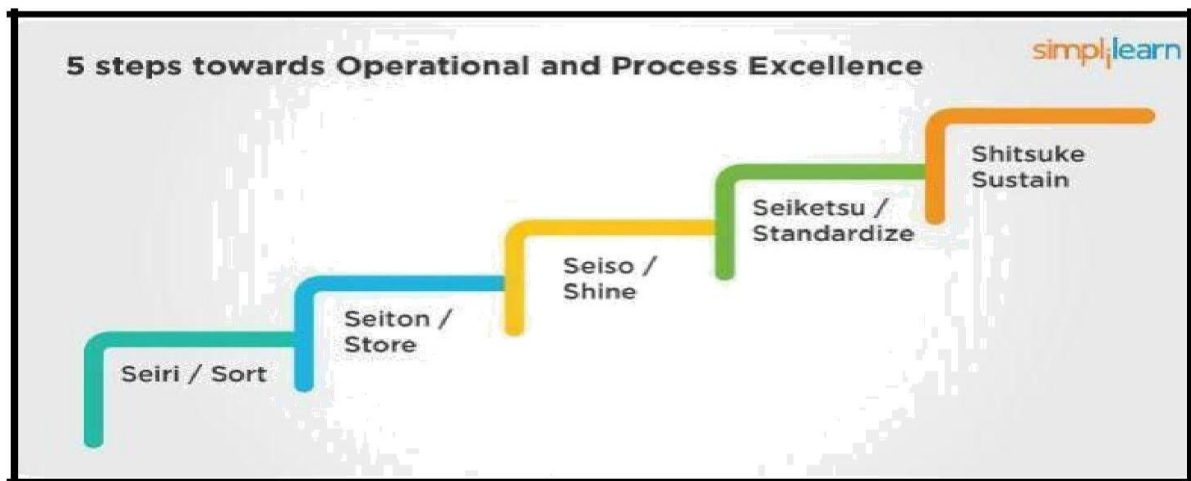 5 steps towards Operational and Process Excellence
simplilearn
Shitsuke
Sustain
Seiketsu /
Standardize
Seiso /
Shine
Seiton /
Store
Seiri / Sort